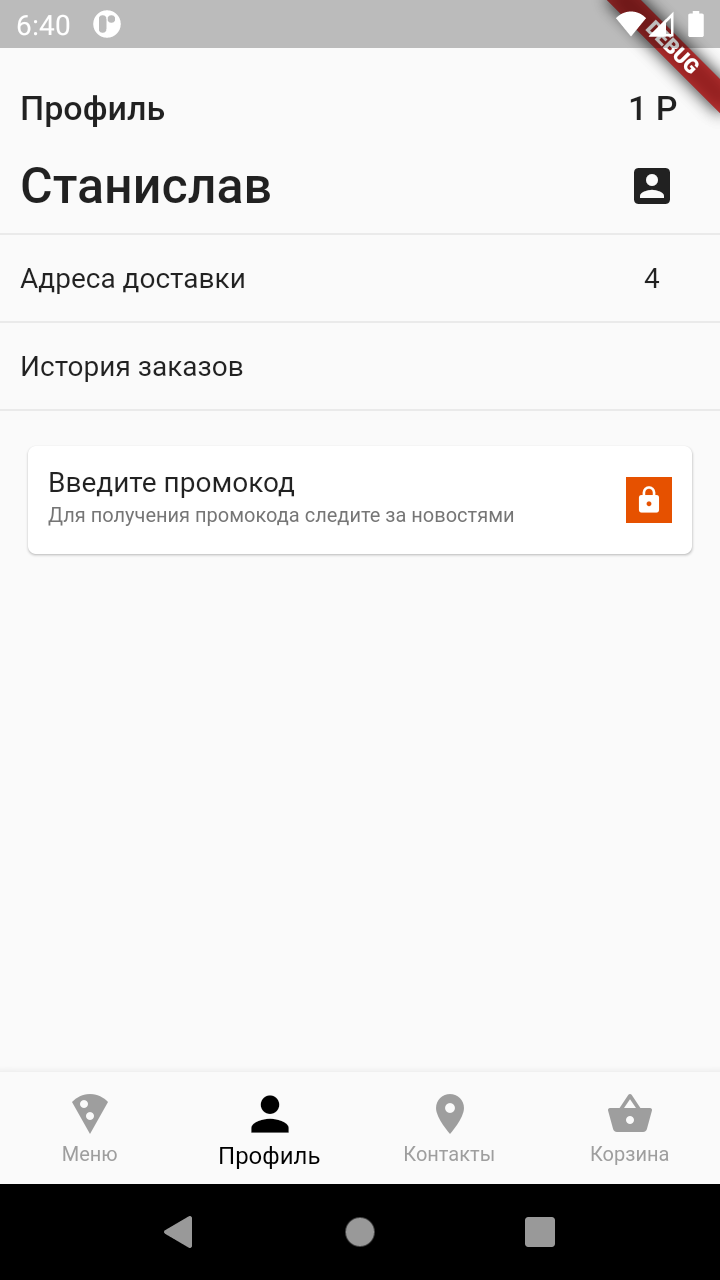 6:40
DEBUG
Профиль 1 Р
Станислав
Адреса доставки 4
История заказов
Введите промокод
Для получения промокода следите за новостями
Меню Профиль Контакты Корзина